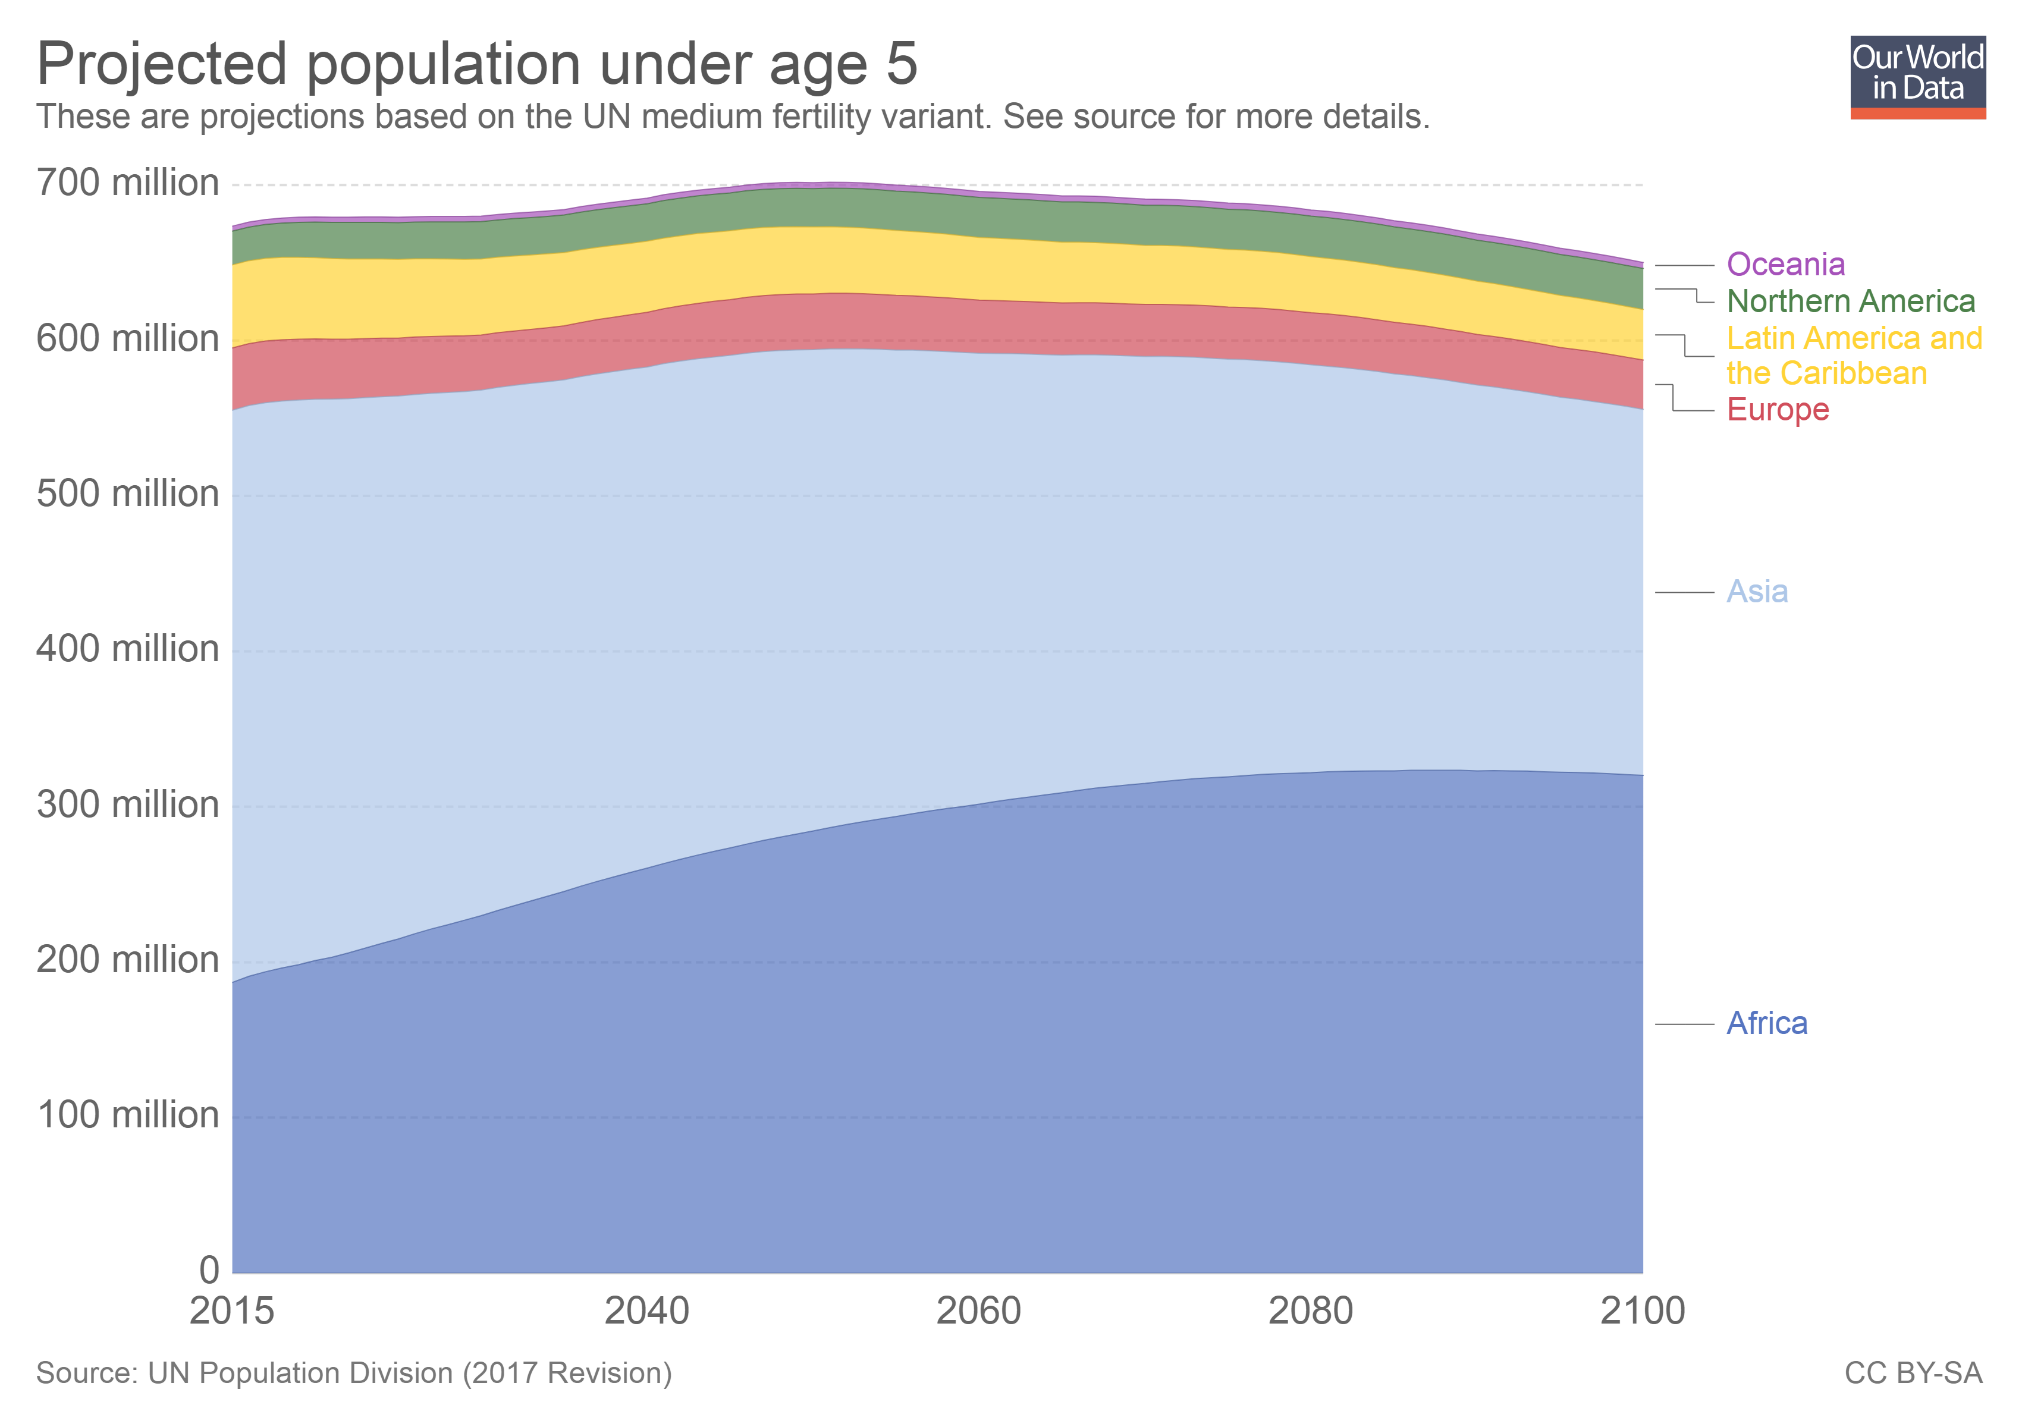 Projected population under age 5
These are projections based on the UN medium fertility variant. See source for more details.
Our World
in Data
700 million
600 million
500 million
400 million
300 million
200 million
100 million
0
Oceania
Northern America
Latin America and
the Caribbean
Europe
Asia
Africa
2015
2040
2060
2080
2100
Source: UN Population Division (2017 Revision)
CC BY-SA